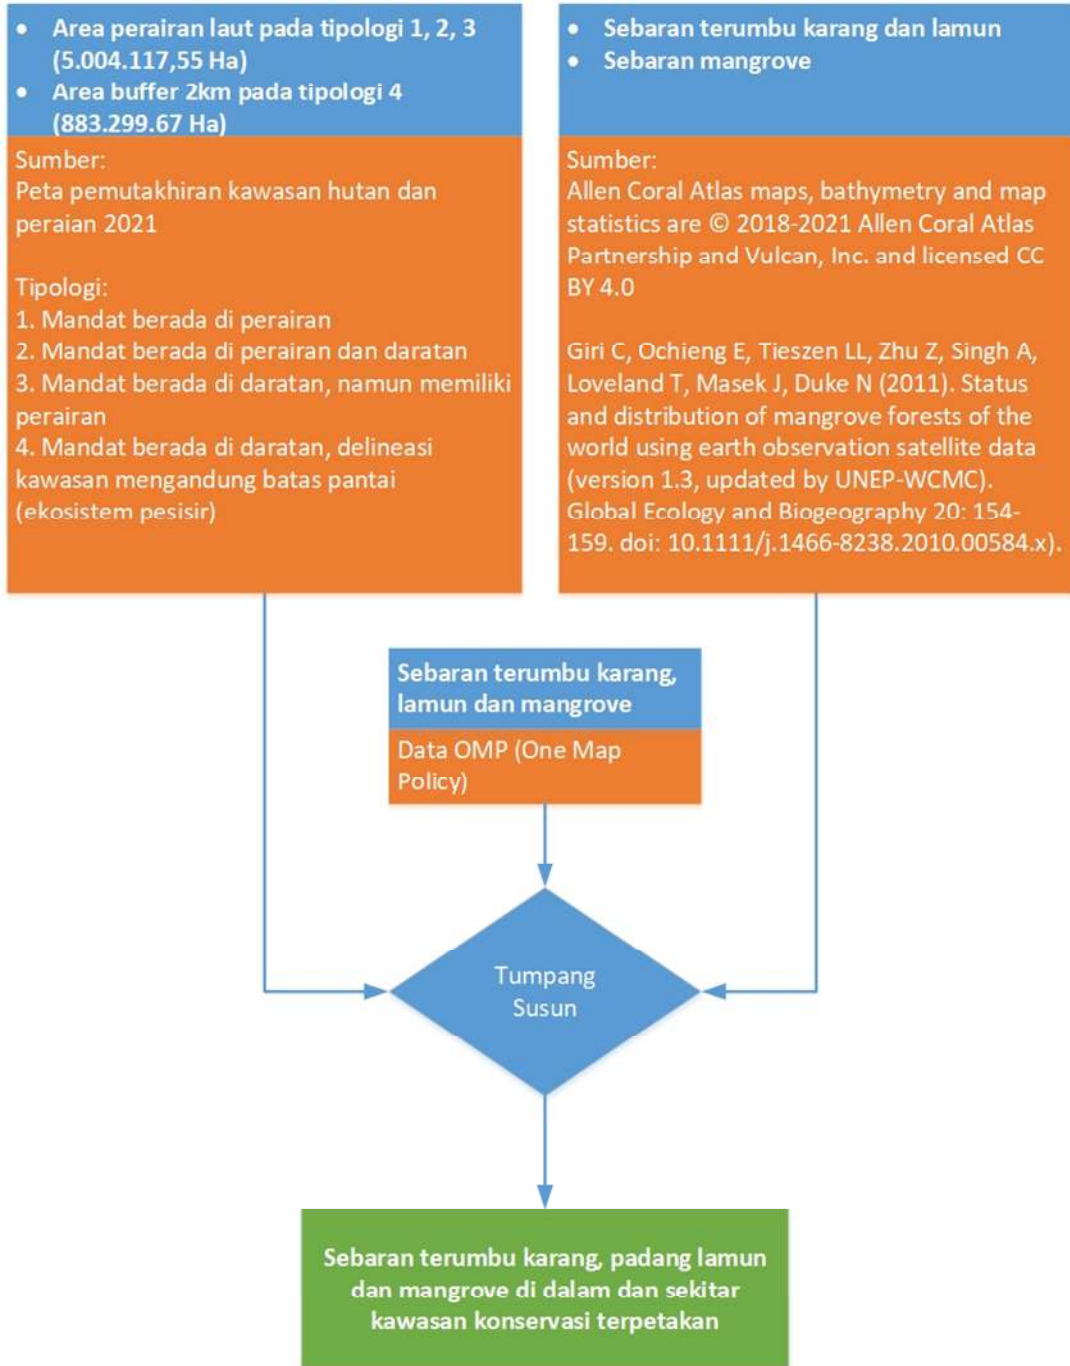 • Area perairan laut pada tipologi 1, 2, 3
(5.004.117,55 Ha)
• Area buffer 2km pada tipologi 4
(883.299.67 Ha)
Sumber:
Peta pemutakhiran kawasan hutan dan
peraian 2021
Tipologi:
1. Mandat berada di perairan
2. Mandat berada di perairan dan daratan
3. Mandat berada di daratan, namun memiliki
perairan
4. Mandat berada di daratan, delineasi
kawasan mengandung batas pantai
(ekosistem pesisir)
• Sebaran terumbu karang dan lamun
• Sebaran mangrove
Sumber:
Allen Coral Atlas maps, bathymetry and map
statistics are © 2018-2021 Allen Coral Atlas
Partnership and Vulcan, Inc. and licensed CC
BY 4.0
Giri C, Ochieng E, Tieszen LL, Zhu Z, Singh A,
Loveland T, Masek J, Duke N (2011). Status
and distribution of mangrove forests of the
world using earth observation satellite data
(version 1.3, updated by UNEP-WCMC).
Global Ecology and Biogeography 20: 154-
159. doi: 10.1111/j.1466-8238.2010.00584.x).
Sebaran terumbu karang,
lamun dan mangrove
Data OMP (One Map
Policy)
Tumpang
Susun
Sebaran terumbu karang, padang lamun
dan mangrove di dalam dan sekitar
kawasan konservasi terpetakan